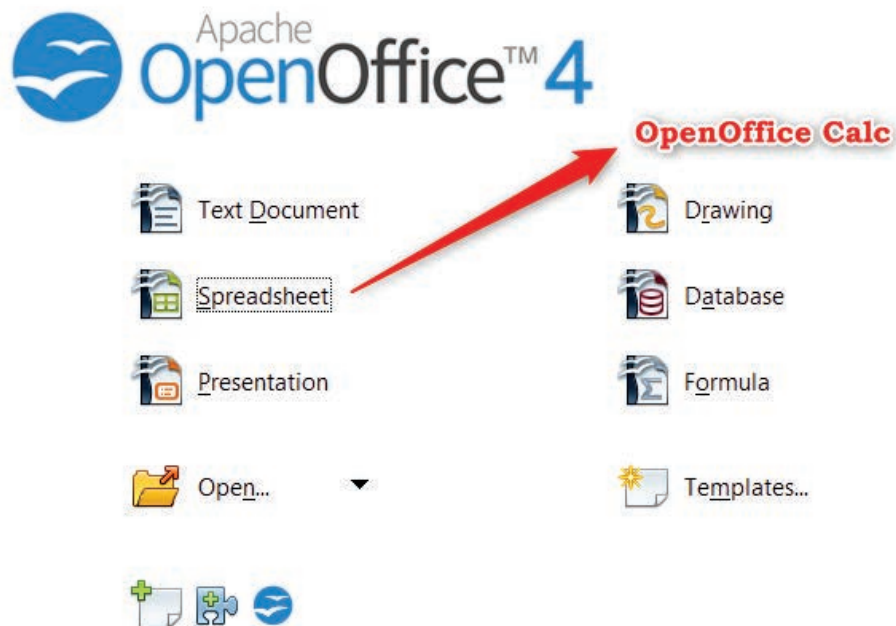 Apache
OpenOffice™ 4
OpenOffice Calc
Text Document
Drawing
Spreadsheet
Database
Presentation
Formula
Open...
Templates...